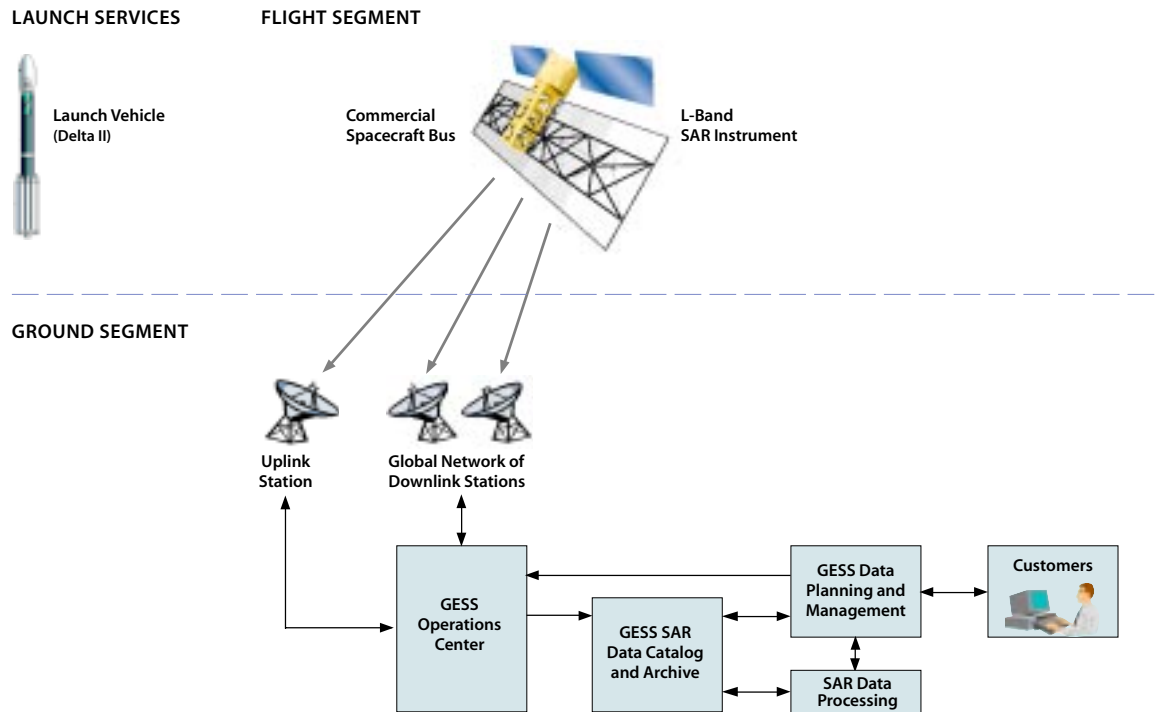 LAUNCH SERVICES
FLIGHT SEGMENT
Launch Vehicle
(Delta II)
Commercial
Spacecraft Bus
L-Band
SAR Instrument
GROUND SEGMENT
Uplink
Station
Global Network of
Downlink Stations
GESS
Operations
Center
GESS SAR
Data Catalog
and Archive
GESS Data
Planning and
Management
SAR Data
Processing
Customers